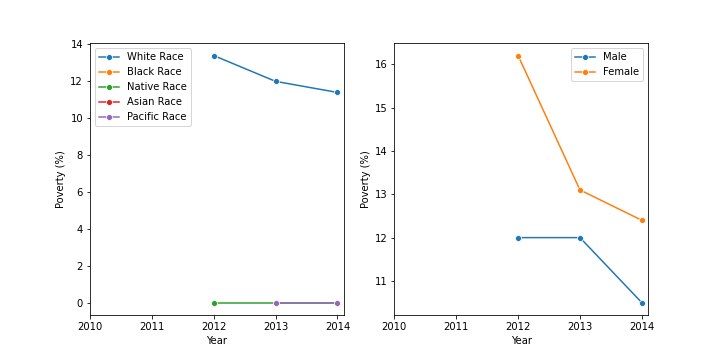 14
12
10
8
6
4
2
0
Poverty (%)
2010 2011 2012 2013 2014
Year
White Race
Black Race
Native Race
Asian Race
Pacific Race
16
15
14
13
12
11
Poverty (%)
2010 2011 2012 2013 2014
Year
Male
Female